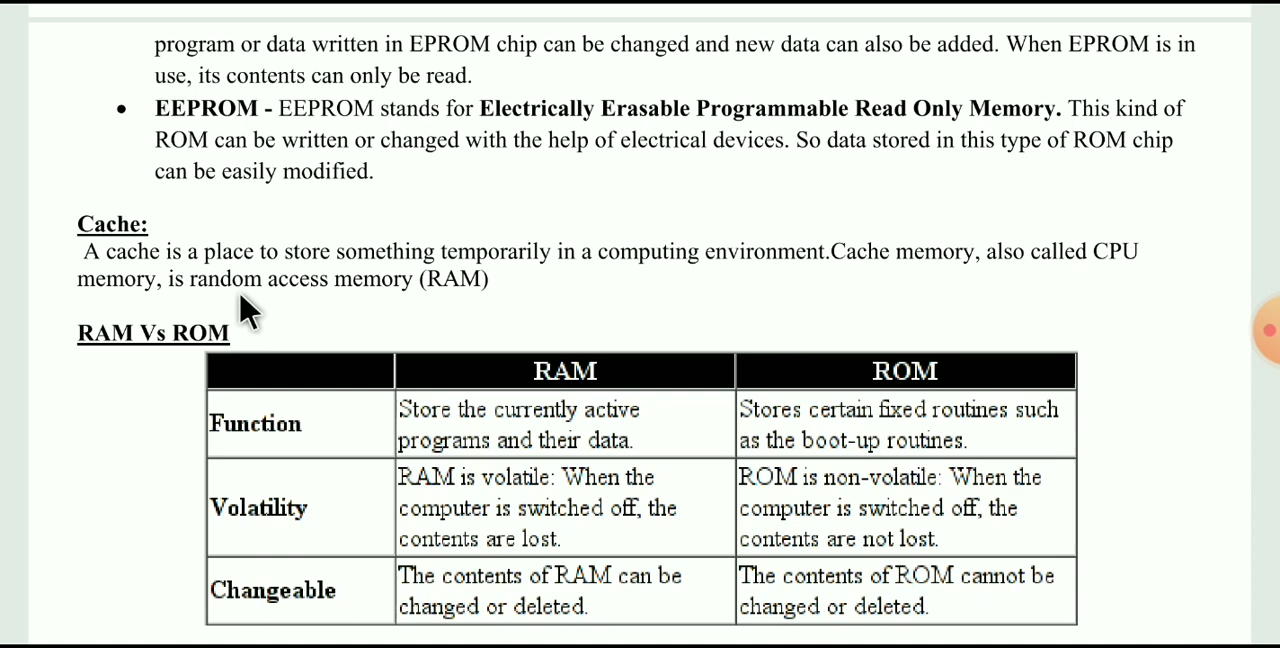 program or data written in EPROM chip can be changed and new data can also be added. When EPROM is in
use, its contents can only be read.
• EEPROM - EEPROM stands for Electrically Erasable Programmable Read Only Memory. This kind of
ROM can be written or changed with the help of electrical devices. So data stored in this type of ROM chip
can be easily modified.
Cache:
A cache is a place to store something temporarily in a computing environment.Cache memory, also called CPU
memory, is random access memory (RAM)
RAM Vs ROM
RAM ROM
Function
Store the currently active
programs and their data.
Stores certain fixed routines such
as the boot-up routines.
Volatility
RAM is volatile: When the
computer is switched off, the
contents are lost.
ROM is non-volatile: When the
computer is switched off, the
contents are not lost.
Changeable
The contents of RAM can be
changed or deleted.
The contents of ROM cannot be
changed or deleted.